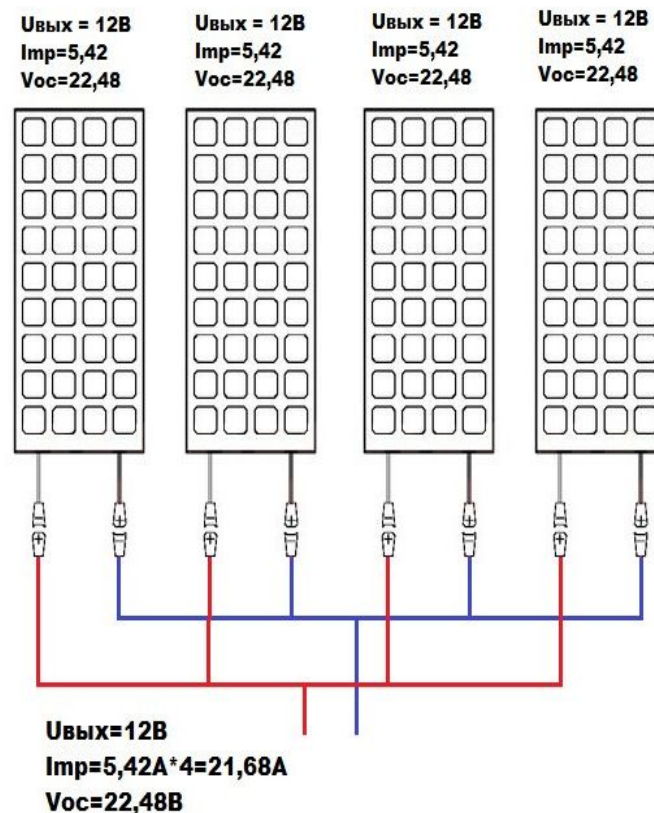 Uвых = 12В
Imp=5,42
Voc=22,48
Uвых = 12В
Imp=5,42
Voc=22,48
Uвых = 12В
Imp=5,42
Voc=22,48
Uвых = 12В
Imp=5,42
Voc=22,48
Uвых=12В
Imp=5,42A*4=21,68A
Voc=22,48В